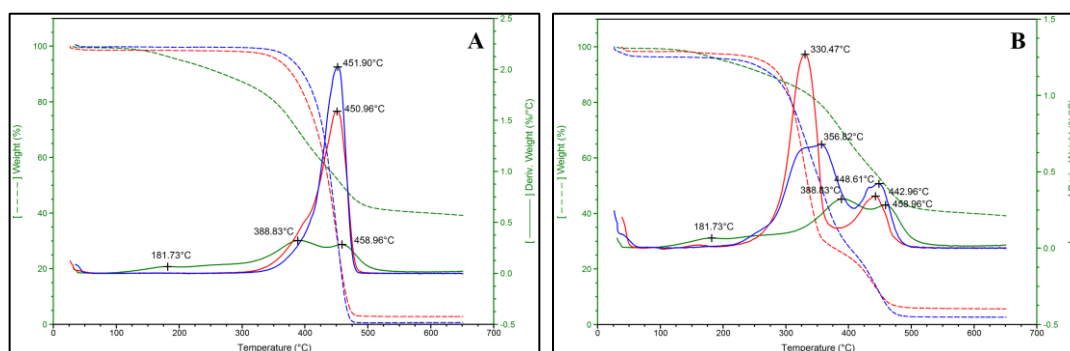 A
[ — — — ] Weight (%)
[ ——— ] Deriv. Weight (%/°C)
Temperature (°C)
100
80
60
40
20
0
0
100
200
300
400
500
600
700
2.5
2.0
1.5
1.0
0.5
0.0
-0.5
451.90°C
450.96°C
388.83°C
458.96°C
181.73°C
B
[ — — — ] Weight (%)
Temperature (°C)
100
80
60
40
20
0
0
100
200
300
400
500
600
700
1.5
1.0
0.5
0.0
-0.5
330.47°C
356.82°C
448.61°C
388.83°C
442.96°C
458.96°C
181.73°C